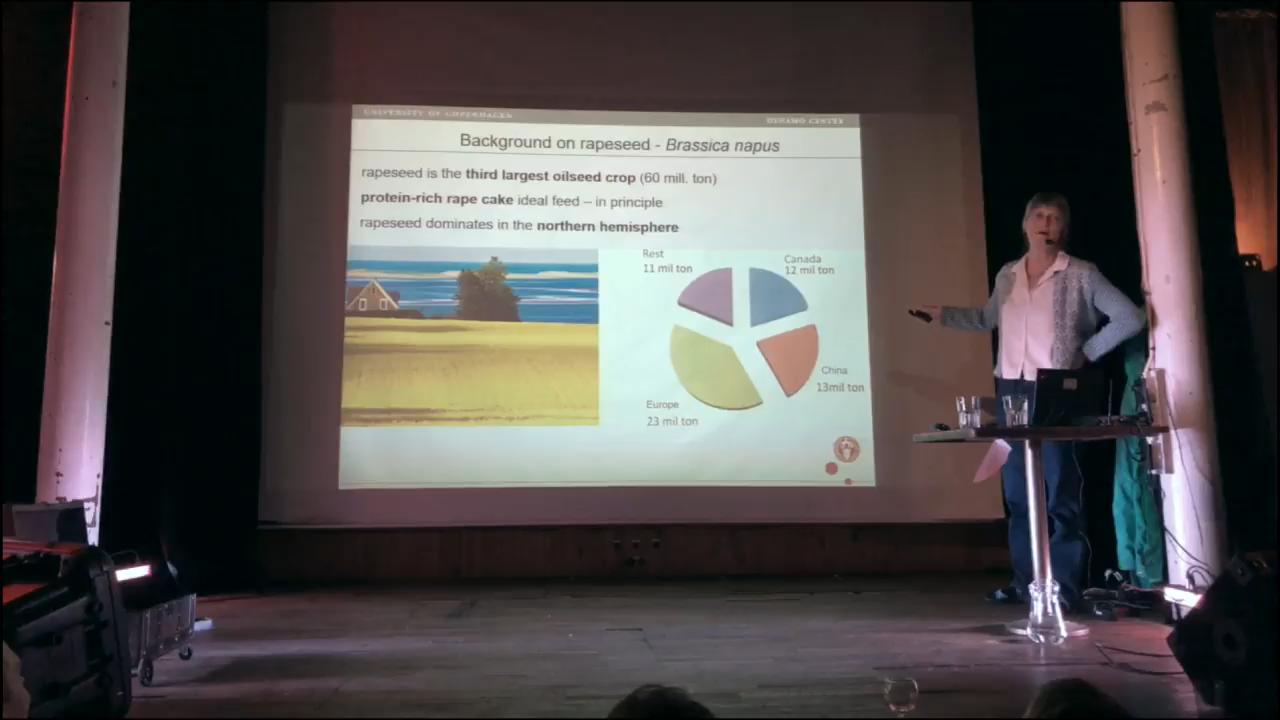 UNIVERSITY OF COPENHAGEN
DYNAMO CENTER
Background on rapeseed - Brassica napus
rapeseed is the third largest oilseed crop (60 mill. ton)
protein-rich rape cake ideal feed – in principle
rapeseed dominates in the northern hemisphere
Rest
11 mil ton
Canada
12 mil ton
China
13mil ton
Europe
23 mil ton